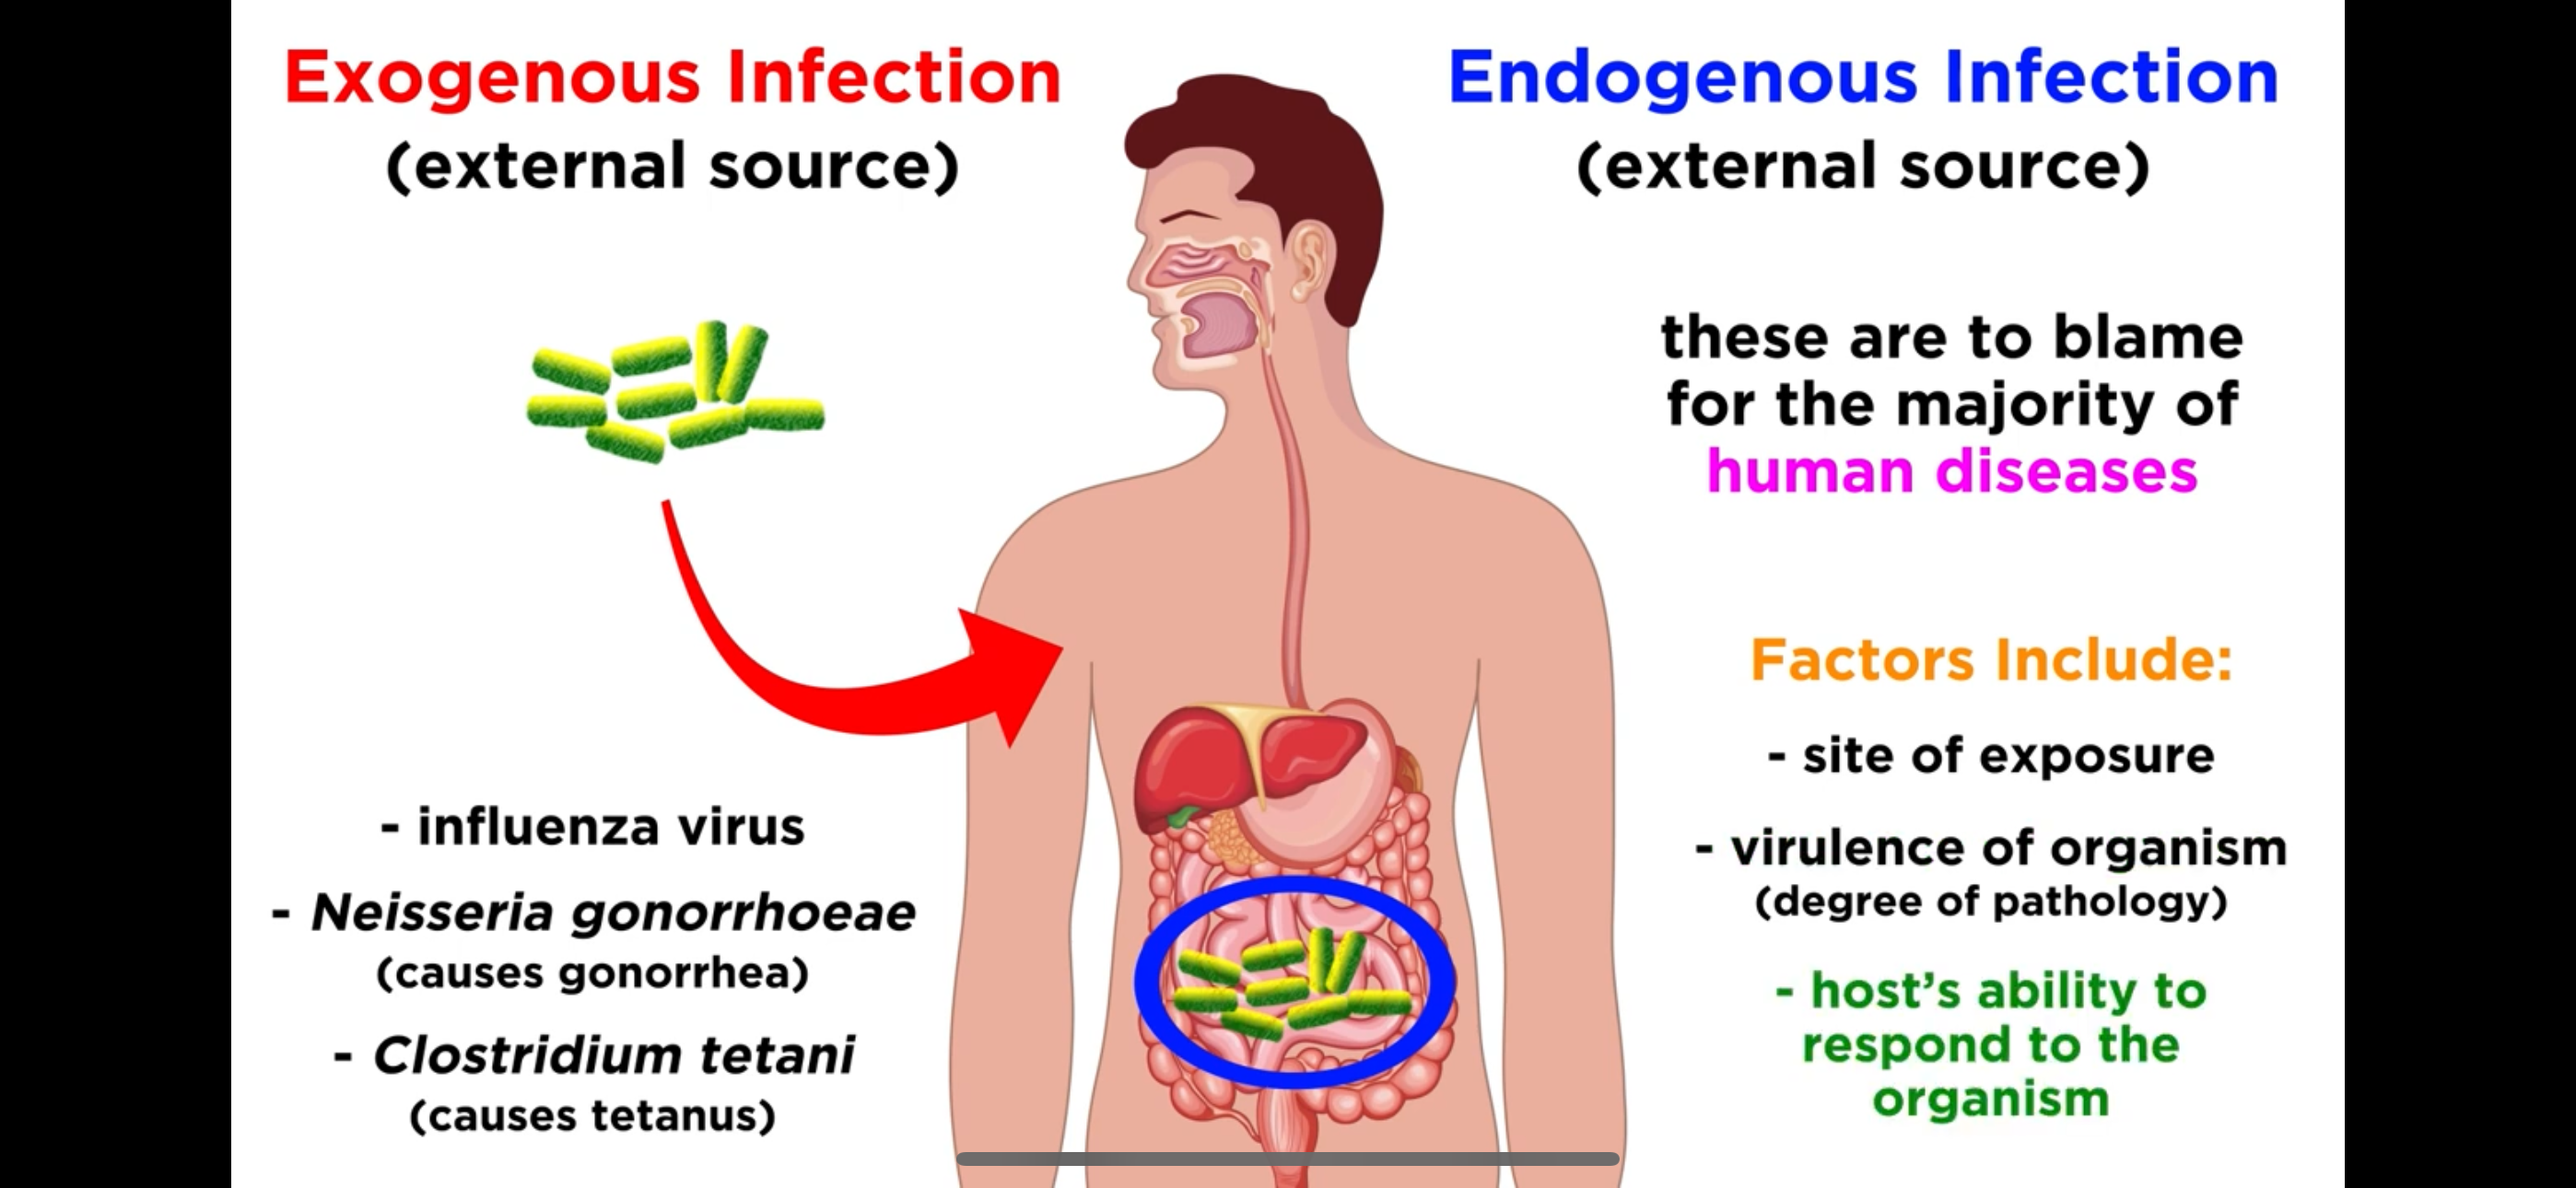 Exogenous Infection
(external source)
- influenza virus
- Neisseria gonorrhoeae
(causes gonorrhea)
- Clostridium tetani
(causes tetanus)
Endogenous Infection
(external source)
these are to blame
for the majority of
human diseases
Factors Include:
- site of exposure
- virulence of organism
(degree of pathology)
- host's ability to
respond to the
organism